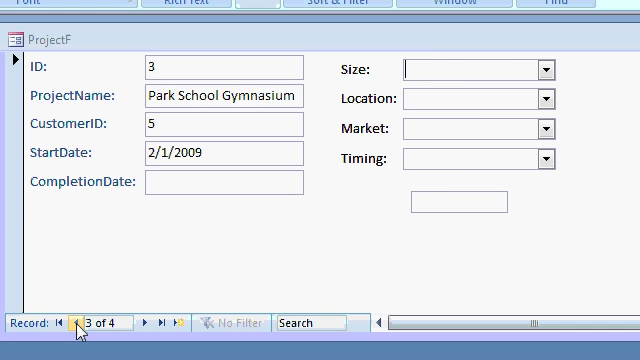 Font
Rich Text
Sort & Filter
Window
Find
ProjectF
ID: 3
ProjectName: Park School Gymnasium
CustomerID: 5
StartDate: 2/1/2009
CompletionDate:
Size:
Location:
Market:
Timing:
Record: 3 of 4 No Filter Search